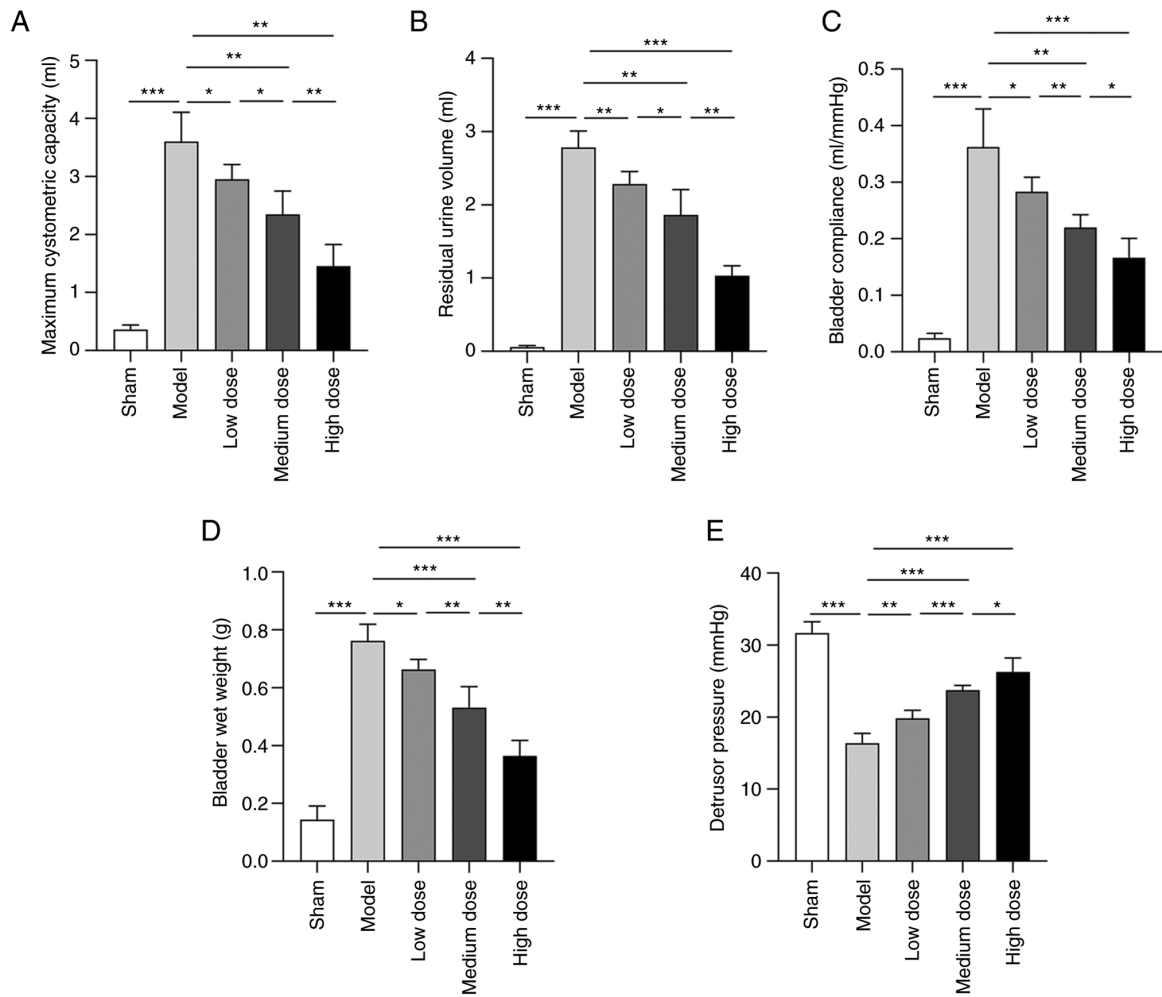 A
Maximum cystometric capacity (ml)
5
4
3
2
1
0
**
**
*** * * **
Sham
Model
Low dose
Medium dose
High dose
B
Residual urine volume (ml)
4
3
2
1
0
***
**
*** ** * **
Sham
Model
Low dose
Medium dose
High dose
C
Bladder compliance (ml/mmHg)
0.5
0.4
0.3
0.2
0.1
0.0
***
**
*** * ** *
Sham
Model
Low dose
Medium dose
High dose
D
Bladder wet weight (g)
1.0
0.8
0.6
0.4
0.2
0.0
***
***
*** * ** **
Sham
Model
Low dose
Medium dose
High dose
E
Detrusor pressure (mmHg)
40
30
20
10
0
***
***
*** ** *** *
Sham
Model
Low dose
Medium dose
High dose